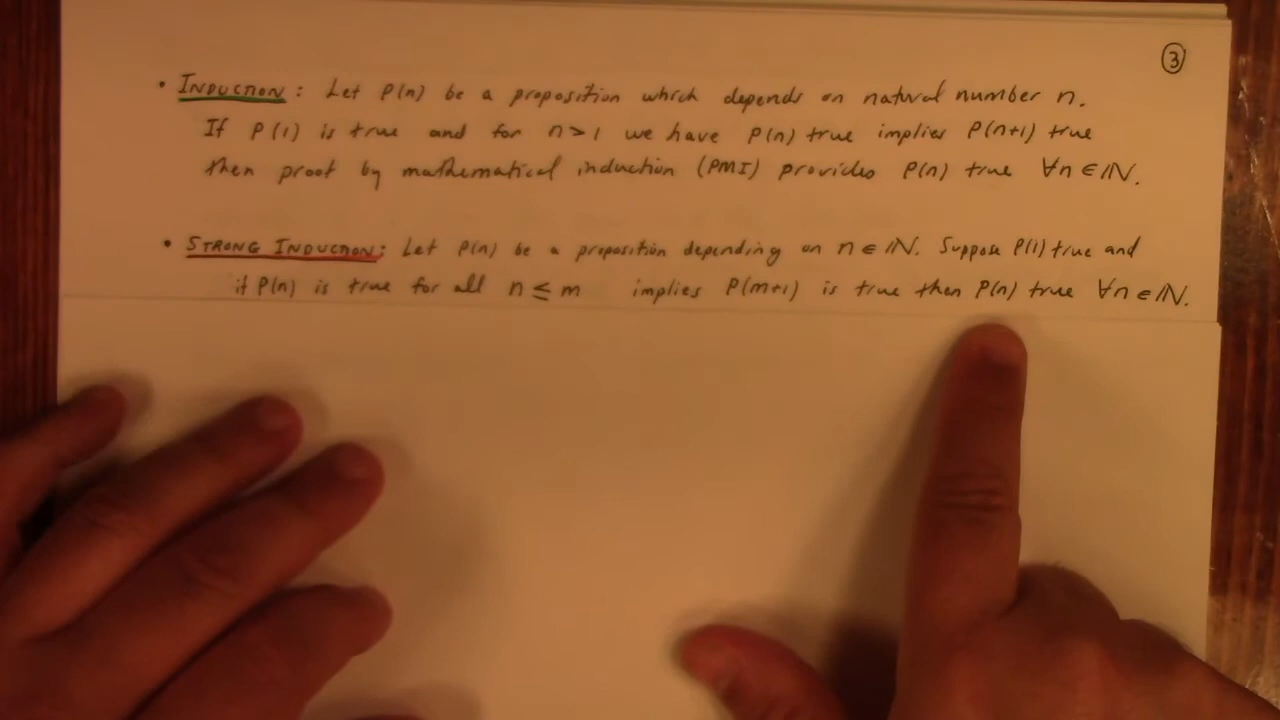 ③
• INDUCTION: Let P(n) be a proposition which depends on natural number n.
If P(1) is true and for n>1 we have P(n) true implies P(n+1) true
then proof by mathematical induction (PMI) provides P(n) true ∀n∈ℕ.
• STRONG INDUCTION: Let P(n) be a proposition depending on n∈ℕ. Suppose P(1) true and
if P(n) is true for all n≤m implies P(m+1) is true then P(n) true ∀n∈ℕ.